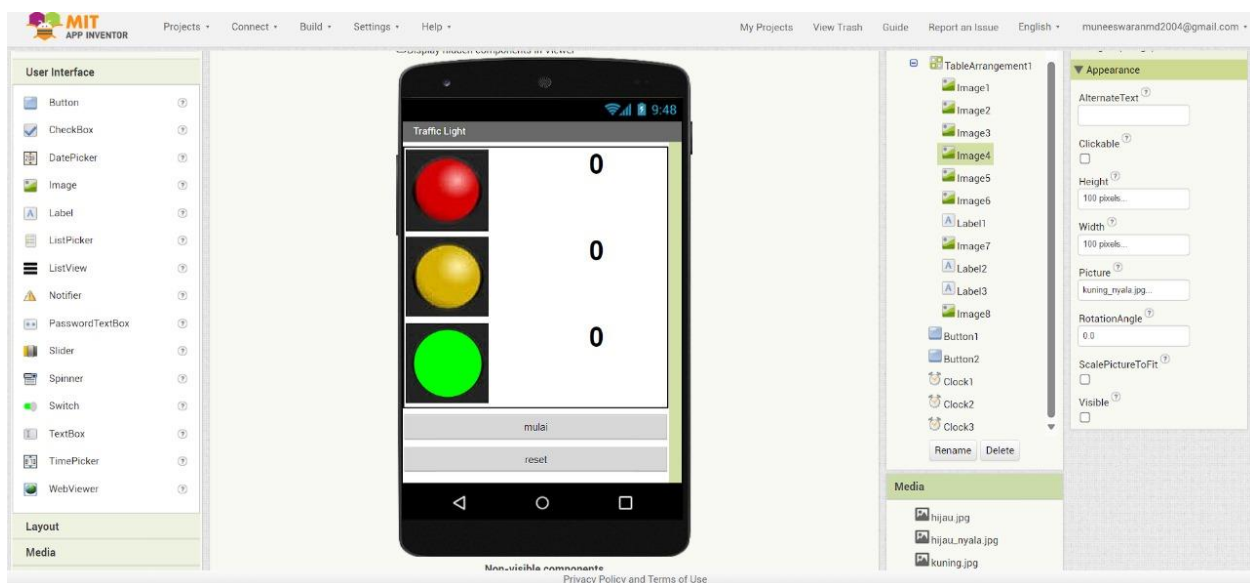 MIT
APP INVENTOR
Projects
Connect
Build
Settings
Help
My Projects
View Trash
Guide
Report an Issue
English
muneeswaranmd2004@gmail.com
User Interface
Button
CheckBox
DatePicker
Image
Label
ListPicker
ListView
Notifier
PasswordTextBox
Slider
Spinner
Switch
TextBox
TimePicker
WebViewer
Layout
Media
Display hidden components in Viewer
9:48
Traffic Light
0
0
0
mulai
reset
Non-visible components
TableArrangement1
Image1
Image2
Image3
Image4
Image5
Image6
Label1
Image7
Label2
Label3
Image8
Button1
Button2
Clock1
Clock2
Clock3
Rename Delete
Media
hijau.jpg
hijau_nyala.jpg
kuning.jpg
Appearance
AlternateText
Clickable
Height
100 pixels...
Width
100 pixels...
Picture
kuning_nyala.jpg...
RotationAngle
0.0
ScalePictureToFit
Visible
Privacy Policy and Terms of Use